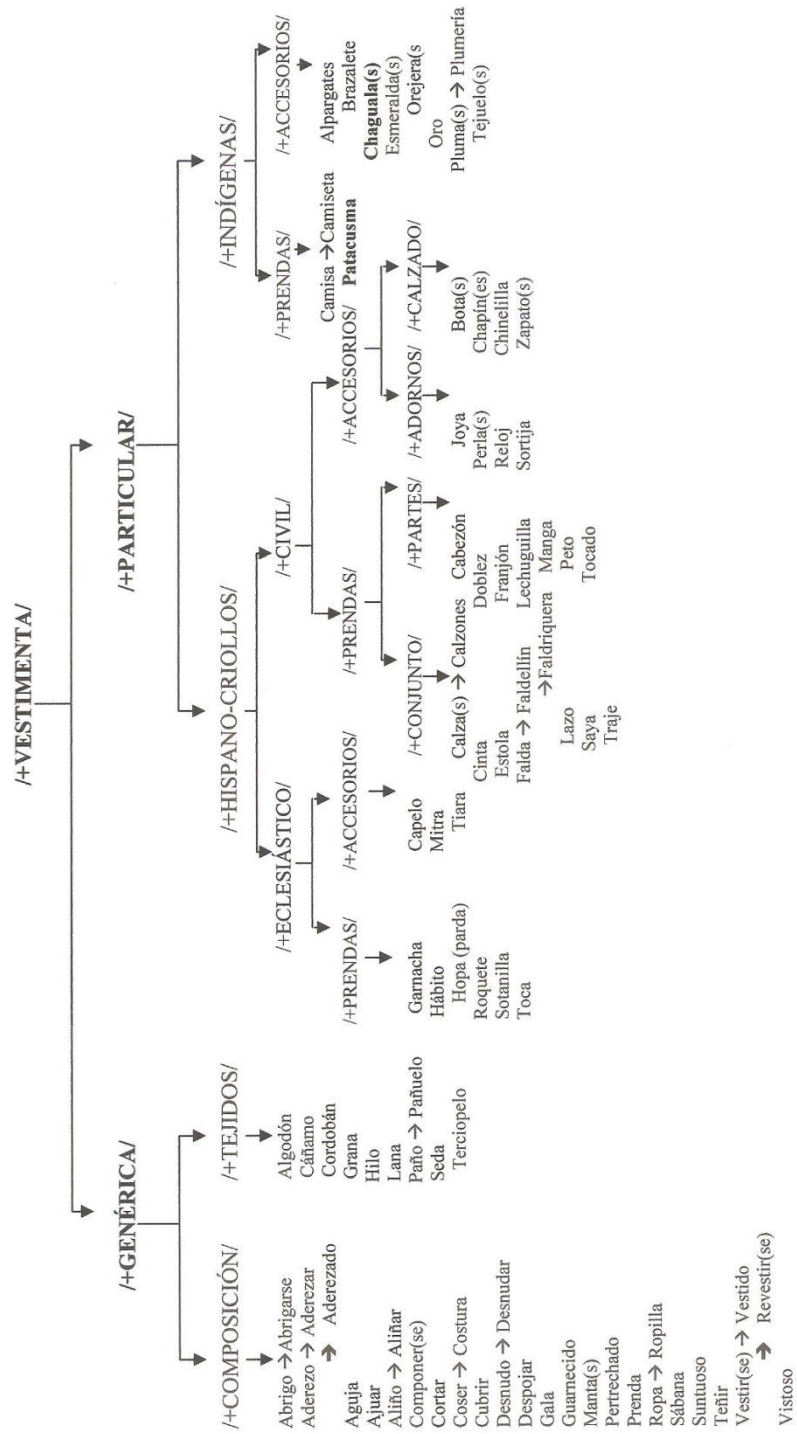 /+VESTIMENTA/
/+GENÉRICA/
/+COMPOSICIÓN/
Abrigo →Abrigarse
Aderezo → Aderezar
➔ Aderezado
Aguja
Ajuar
Aliño → Aliñar
Componer(se)
Cortar
Coser → Costura
Cubrir
Desnudo → Desnudar
Despojar
Gala
Guarnecido
Manta(s)
Pertrechado
Prenda
Ropa → Ropilla
Sábana
Suntuoso
Teñir
Vestir(se) → Vestido
➔ Revestir(se)
Vistoso
/+TEJIDOS/
Algodón
Cáñamo
Cordobán
Grana
Hilo
Lana
Paño → Pañuelo
Seda
Terciopelo
/+PARTICULAR/
/+HISPANO-CRIOLLOS/
/+ECLESIÁSTICO/
/+PRENDAS/
Garnacha
Hábito
Hopa (parda)
Roquete
Sotanilla
Toca
/+ACCESORIOS/
Capelo
Mitra
Tiara
/+CIVIL/
/+PRENDAS/
/+CONJUNTO/
Calza(s) → Calzones
Cinta
Estola
Falda → Faldellín
→Faldriquera
Lazo
Saya
Traje
/+PARTES/
Cabezón
Doblez
Franjón
Lechuguilla
Manga
Peto
Tocado
/+ACCESORIOS/
/+ADORNOS/
Joya
Perla(s)
Reloj
Sortija
/+CALZADO/
Bota(s)
Chapín(es)
Chinelilla
Zapato(s)
/+INDÍGENAS/
/+PRENDAS/
Camisa →Camiseta
Patacusma
/+ACCESORIOS/
Alpargates
Brazalete
Chaguala(s)
Esmeralda(s)
Orejera(s
Oro
Pluma(s) → Plumería
Tejuelo(s)